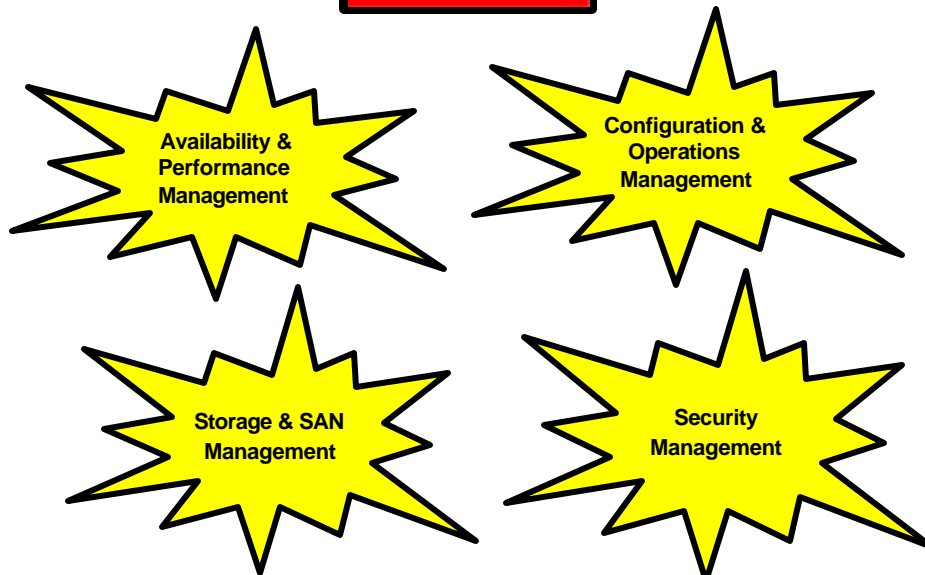 Availability &
Performance
Management
Configuration &
Operations
Management
Storage & SAN
Management
Security
Management